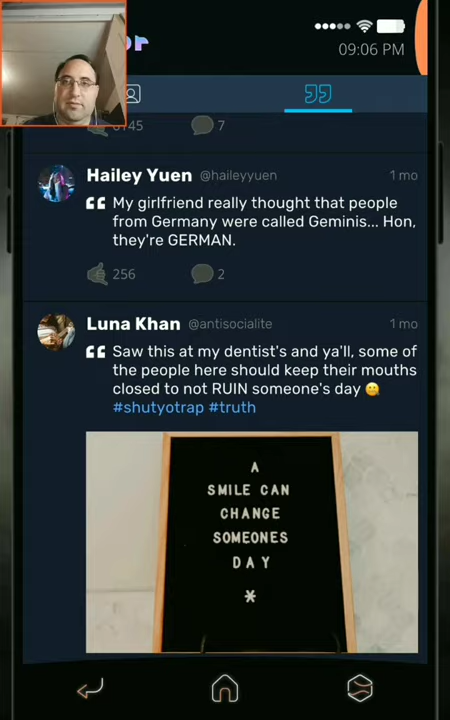 09:06 PM
7
Hailey Yuen @haileyyuen 1 mo
My girlfriend really thought that people
from Germany were called Geminis... Hon,
they're GERMAN.
256 2
Luna Khan @antisocialite 1 mo
Saw this at my dentist's and ya'll, some of
the people here should keep their mouths
closed to not RUIN someone's day 🤐
#shutyotrap #truth
A
SMILE CAN
CHANGE
SOMEONES
DAY
*